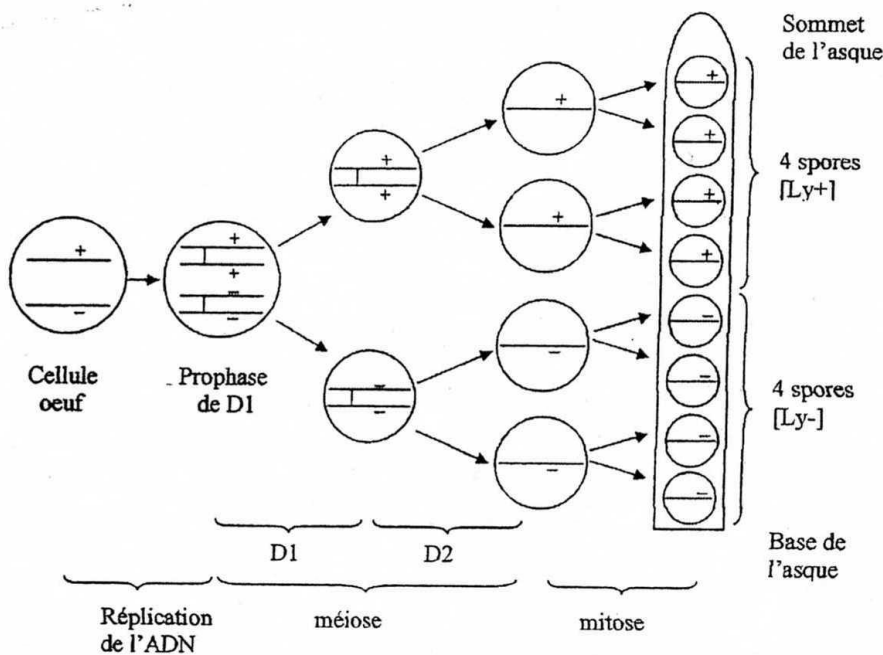 Sommet
de l'asque
+
+
+
+
+
+
+
+
+
+
+
+
4 spores
[Ly+]
-
-
-
-
-
-
-
-
-
-
-
-
4 spores
[Ly-]
Cellule
oeuf
Prophase
de D1
D1
D2
Base de
l'asque
Réplication
de l'ADN
méiose
mitose